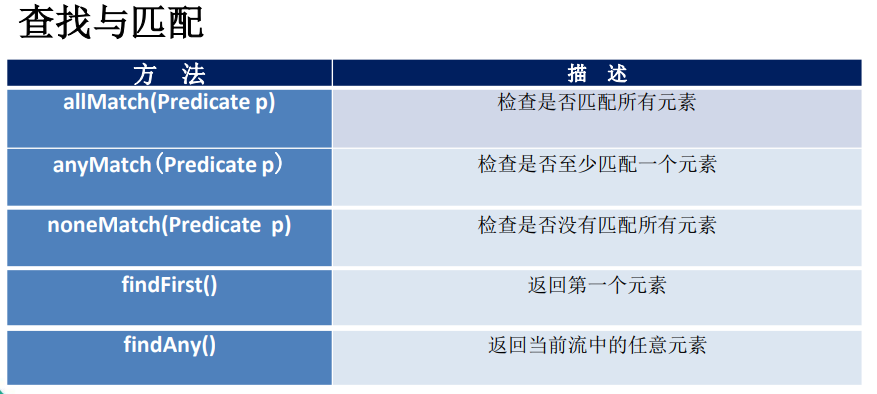 查找与匹配
方 法
描 述
allMatch(Predicate p)
检查是否匹配所有元素
anyMatch(Predicate p)
检查是否至少匹配一个元素
noneMatch(Predicate p)
检查是否没有匹配所有元素
findFirst()
返回第一个元素
findAny()
返回当前流中的任意元素